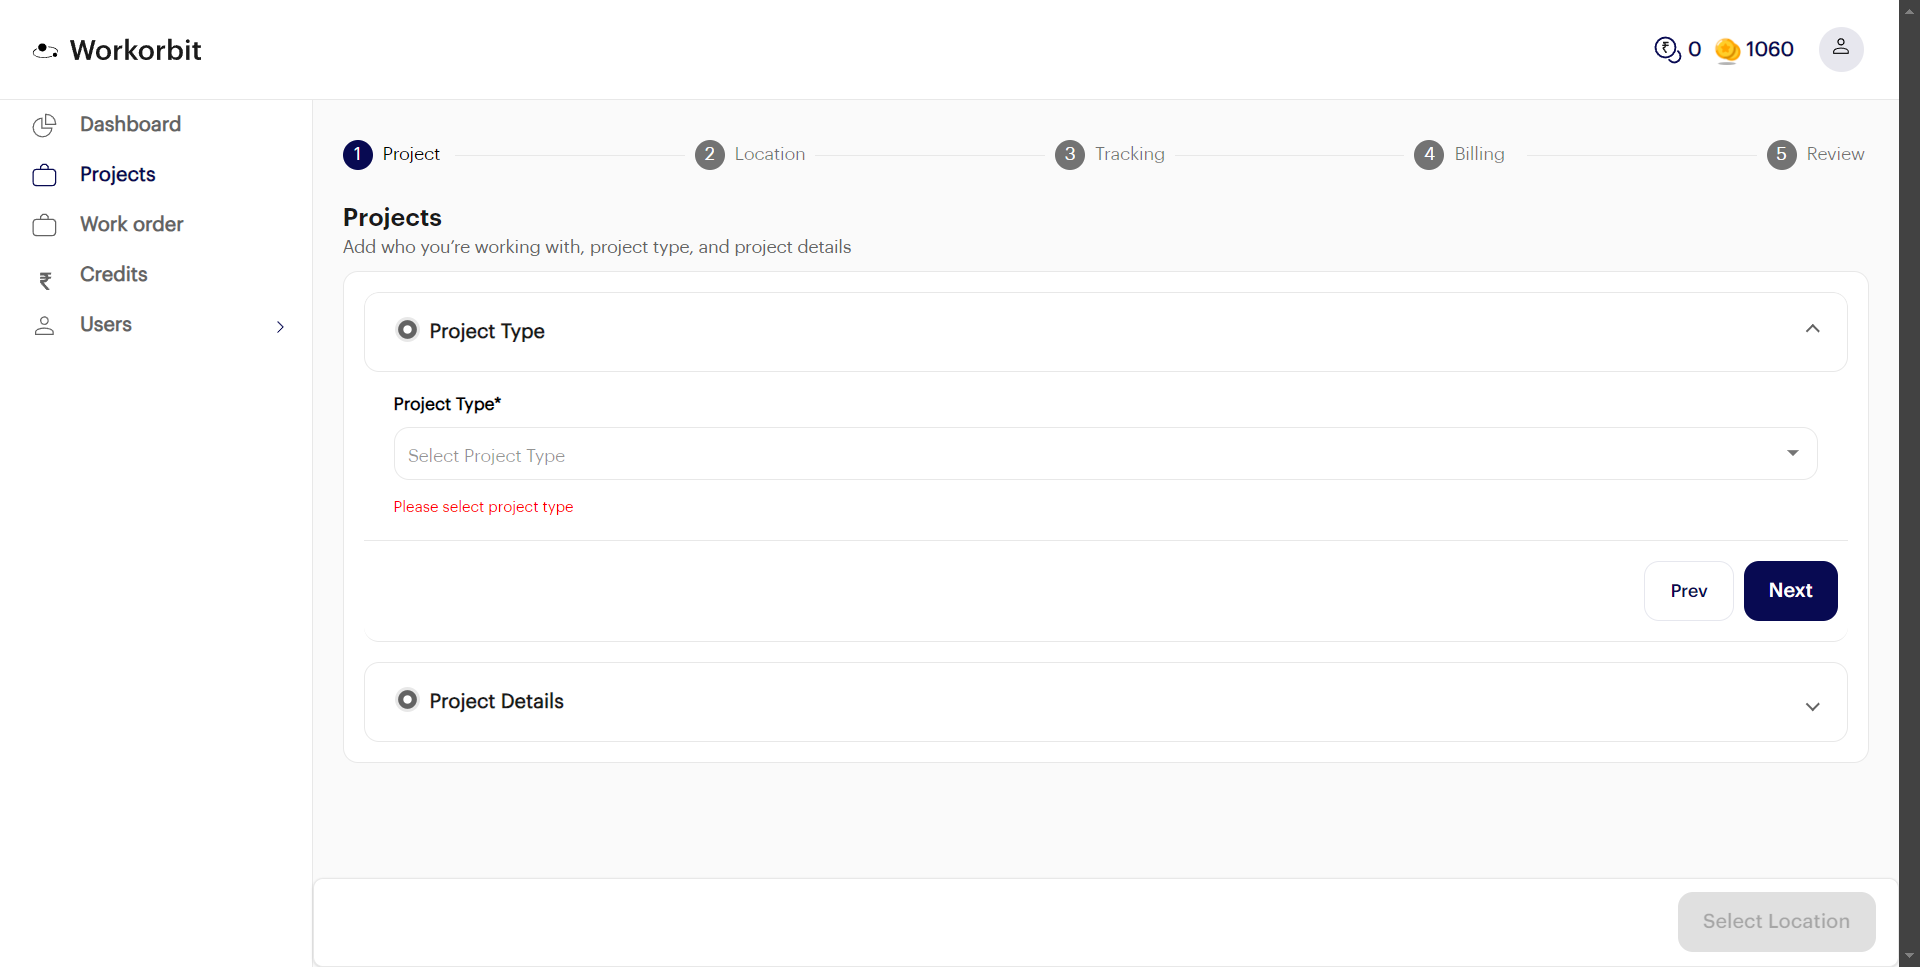 Workorbit
0 1060
Dashboard
Projects
Work order
Credits
Users
1 Project 2 Location 3 Tracking 4 Billing 5 Review
Projects
Add who you’re working with, project type, and project details
Project Type
Project Type*
Select Project Type
Please select project type
Prev Next
Project Details
Select Location